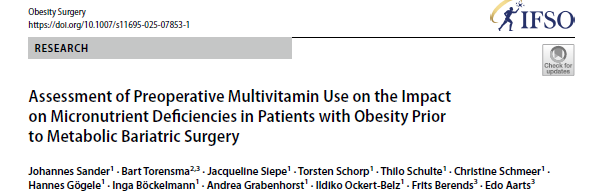 Obesity Surgery
https://doi.org/10.1007/s11695-025-07853-1
IFSO
RESEARCH
Check for
updates
Assessment of Preoperative Multivitamin Use on the Impact
on Micronutrient Deficiencies in Patients with Obesity Prior
to Metabolic Bariatric Surgery
Johannes Sander¹ · Bart Torensma²,³ · Jacqueline Siepe¹ · Torsten Schorp¹ · Thilo Schulte¹ · Christine Schmeer¹ ·
Hannes Gögele¹ · Inga Böckelmann¹ · Andrea Grabenhorst¹ · Ildiko Ockert-Belz¹ · Frits Berends³ · Edo Aarts³